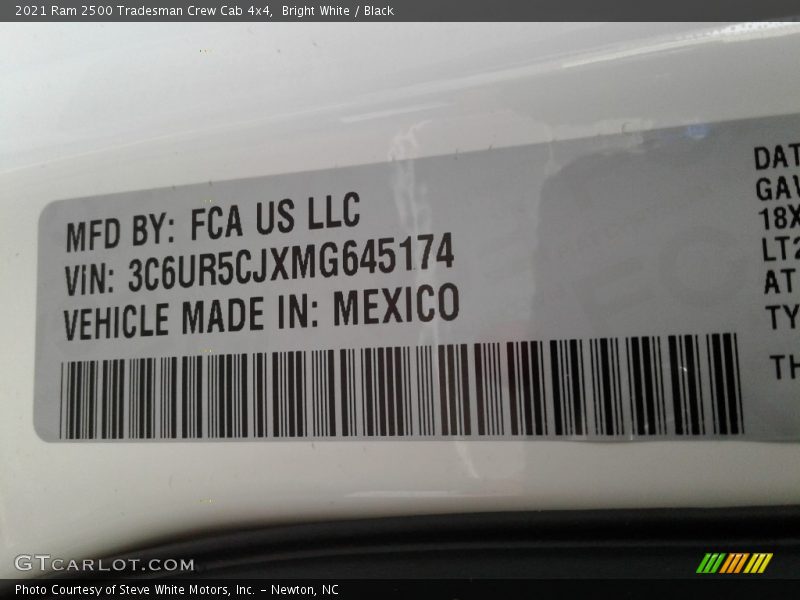 2021 Ram 2500 Tradesman Crew Cab 4x4, Bright White / Black
MFD BY: FCA US LLC
VIN: 3C6UR5CJXMG645174
VEHICLE MADE IN: MEXICO
DAT
GAV
18X
LT2
AT
TY
TH
GTCARLOT.COM
Photo Courtesy of Steve White Motors, Inc. – Newton, NC